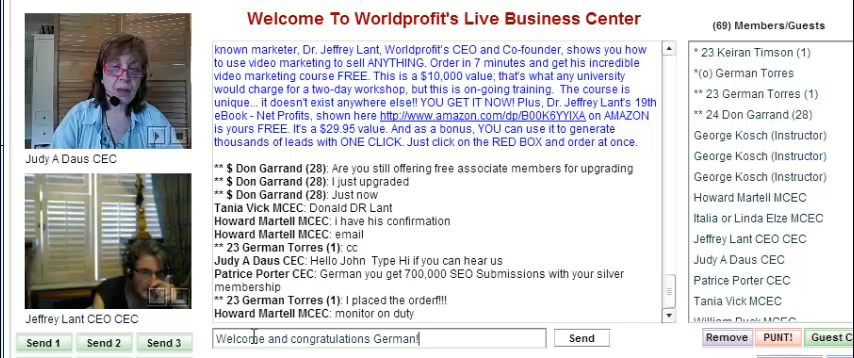 Welcome To Worldprofit's Live Business Center
(69) Members/Guests
Judy A Daus CEC
Jeffrey Lant CEO CEC
Send 1 Send 2 Send 3
known marketer, Dr. Jeffrey Lant, Worldprofit's CEO and Co-founder, shows you how
to use video marketing to sell ANYTHING. Order in 7 minutes and get his incredible
video marketing course FREE. This is a $10,000 value; that's what any university
would charge for a two-day workshop, but this is on-going training. The course is
unique... it doesn't exist anywhere else!! YOU GET IT NOW! Plus, Dr. Jeffrey Lant's 19th
eBook - Net Profits, shown here http://www.amazon.com/dp/B00K6YYIXA on AMAZON
is yours FREE. It's a $29.95 value. And as a bonus, YOU can use it to generate
thousands of leads with ONE CLICK. Just click on the RED BOX and order at once.
** $ Don Garrand (28): Are you still offering free associate members for upgrading
** $ Don Garrand (28): I just upgraded
** $ Don Garrand (28): Just now
Tania Vick MCEC: Donald DR Lant
Howard Martell MCEC: i have his confirmation
Howard Martell MCEC: email
** 23 German Torres (1): cc
Judy A Daus CEC: Hello John Type Hi if you can hear us
Patrice Porter CEC: German you get 700,000 SEO Submissions with your silver
membership
** 23 German Torres (1): I placed the orderf!!!
Howard Martell MCEC: monitor on duty
Welcome and congratulations German!
Send
* 23 Keiran Timson (1)
*(o) German Torres
** 23 German Torres (1)
** 24 Don Garrand (28)
George Kosch (Instructor)
George Kosch (Instructor)
George Kosch (Instructor)
Howard Martell MCEC
Italia or Linda Elze MCEC
Jeffrey Lant CEO CEC
Judy A Daus CEC
Patrice Porter CEC
Tania Vick MCEC
William Buck MCEC
Remove PUNT! Guest C